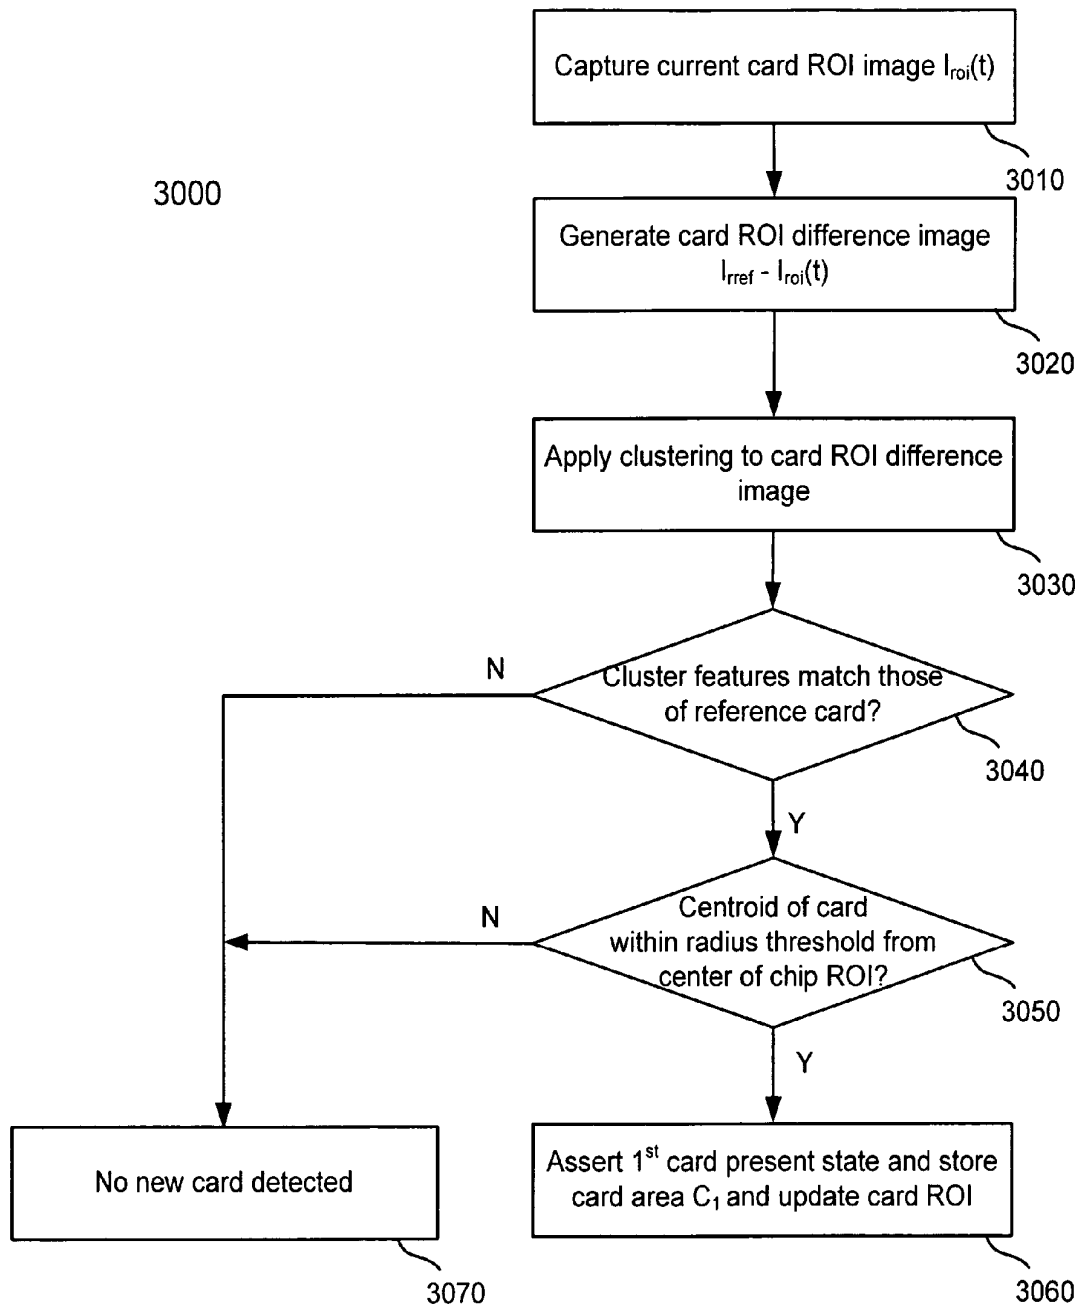 Capture current card ROI image Iroi(t)
3010
3000
Generate card ROI difference image
Irref - Iroi(t)
3020
Apply clustering to card ROI difference
image
3030
N
Cluster features match those
of reference card?
3040
Y
N
Centroid of card
within radius threshold from
center of chip ROI?
3050
Y
No new card detected
3070
Assert 1st card present state and store
card area C1 and update card ROI
3060